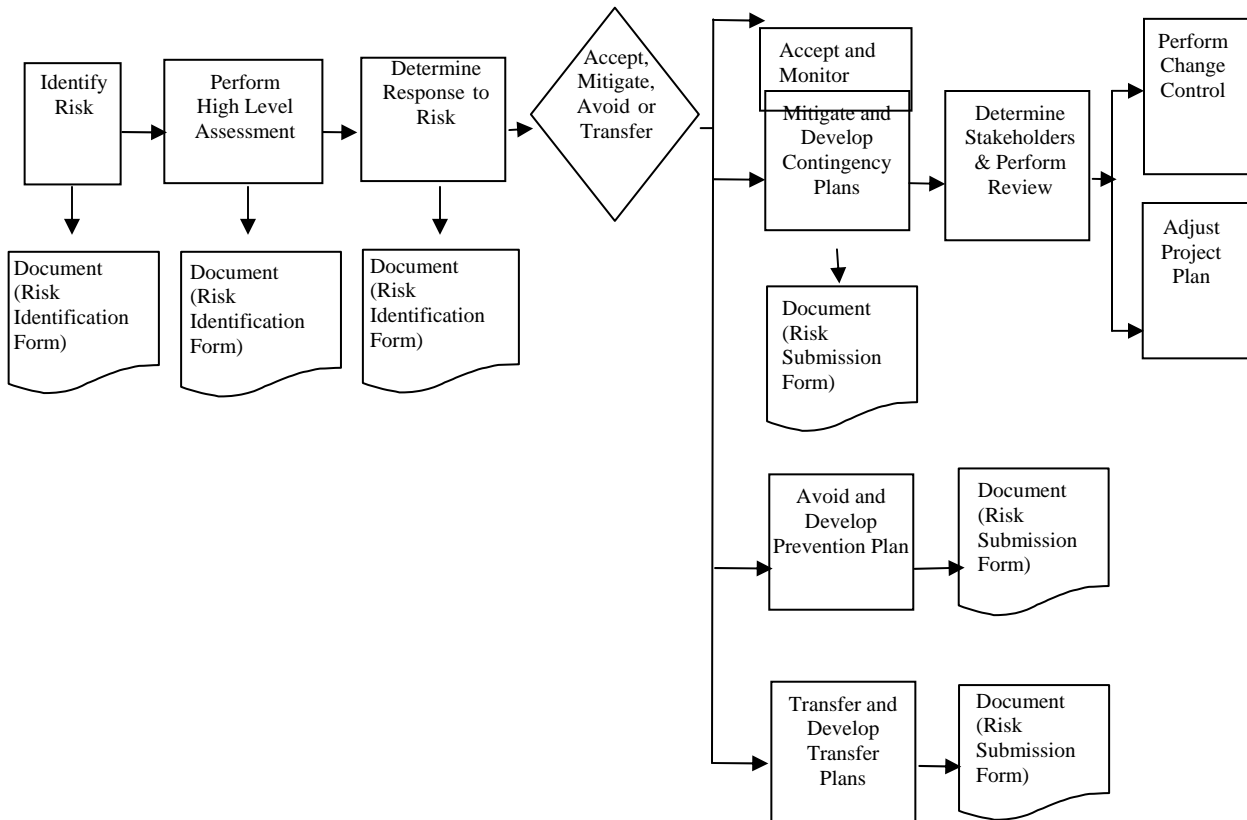 Identify
Risk
Perform
High Level
Assessment
Determine
Response to
Risk
Accept,
Mitigate,
Avoid or
Transfer
Accept and
Monitor
Mitigate and
Develop
Contingency
Plans
Determine
Stakeholders
& Perform
Review
Perform
Change
Control
Adjust
Project
Plan
Document
(Risk
Identification
Form)
Document
(Risk
Identification
Form)
Document
(Risk
Identification
Form)
Document
(Risk
Submission
Form)
Avoid and
Develop
Prevention Plan
Document
(Risk
Submission
Form)
Transfer and
Develop
Transfer
Plans
Document
(Risk
Submission
Form)